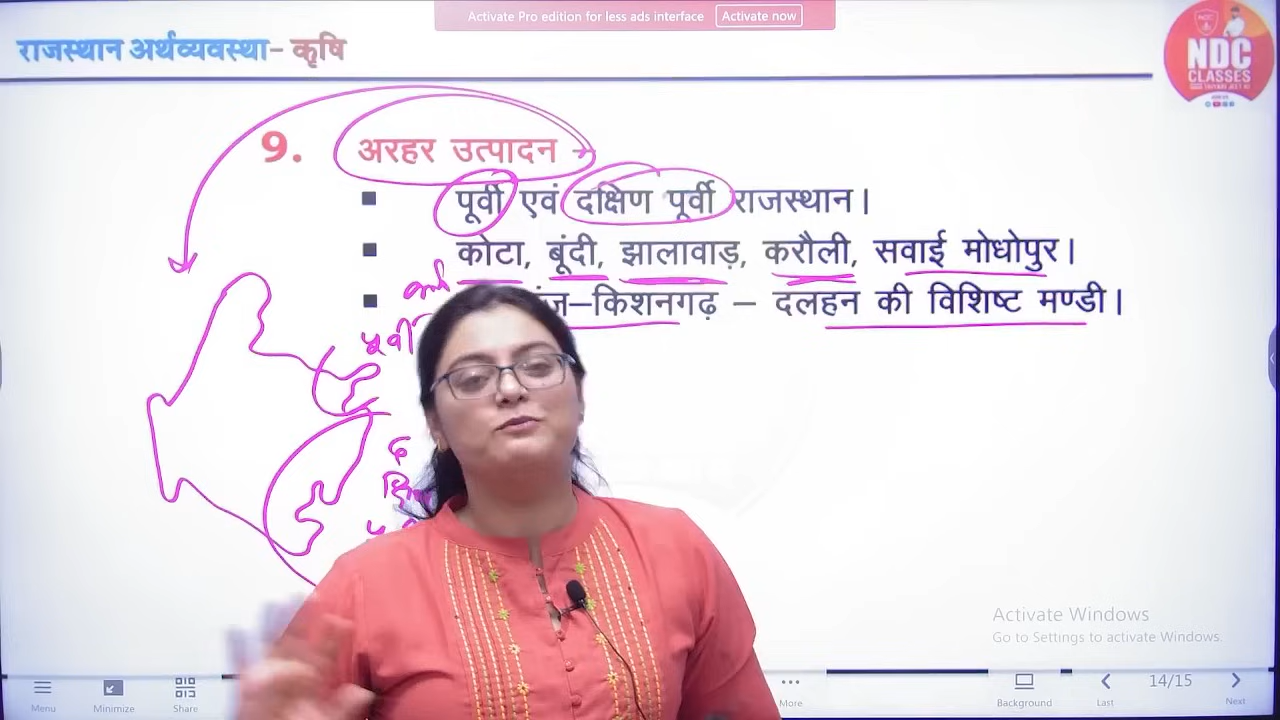 Activate Pro edition for less ads interface Activate now
राजस्थान अर्थव्यवस्था- कृषि
NDC
CLASSES
9. अरहर उत्पादन
▪ पूर्वी एवं दक्षिण पूर्वी राजस्थान।
▪ कोटा, बूंदी, झालावाड़, करौली, सवाई मोधोपुर।
▪ किशनगढ़ – दलहन की विशिष्ट मण्डी।
पूर्वी
Activate Windows
Go to Settings to activate Windows.
Menu Minimize Share More Background Last 14/15 Next